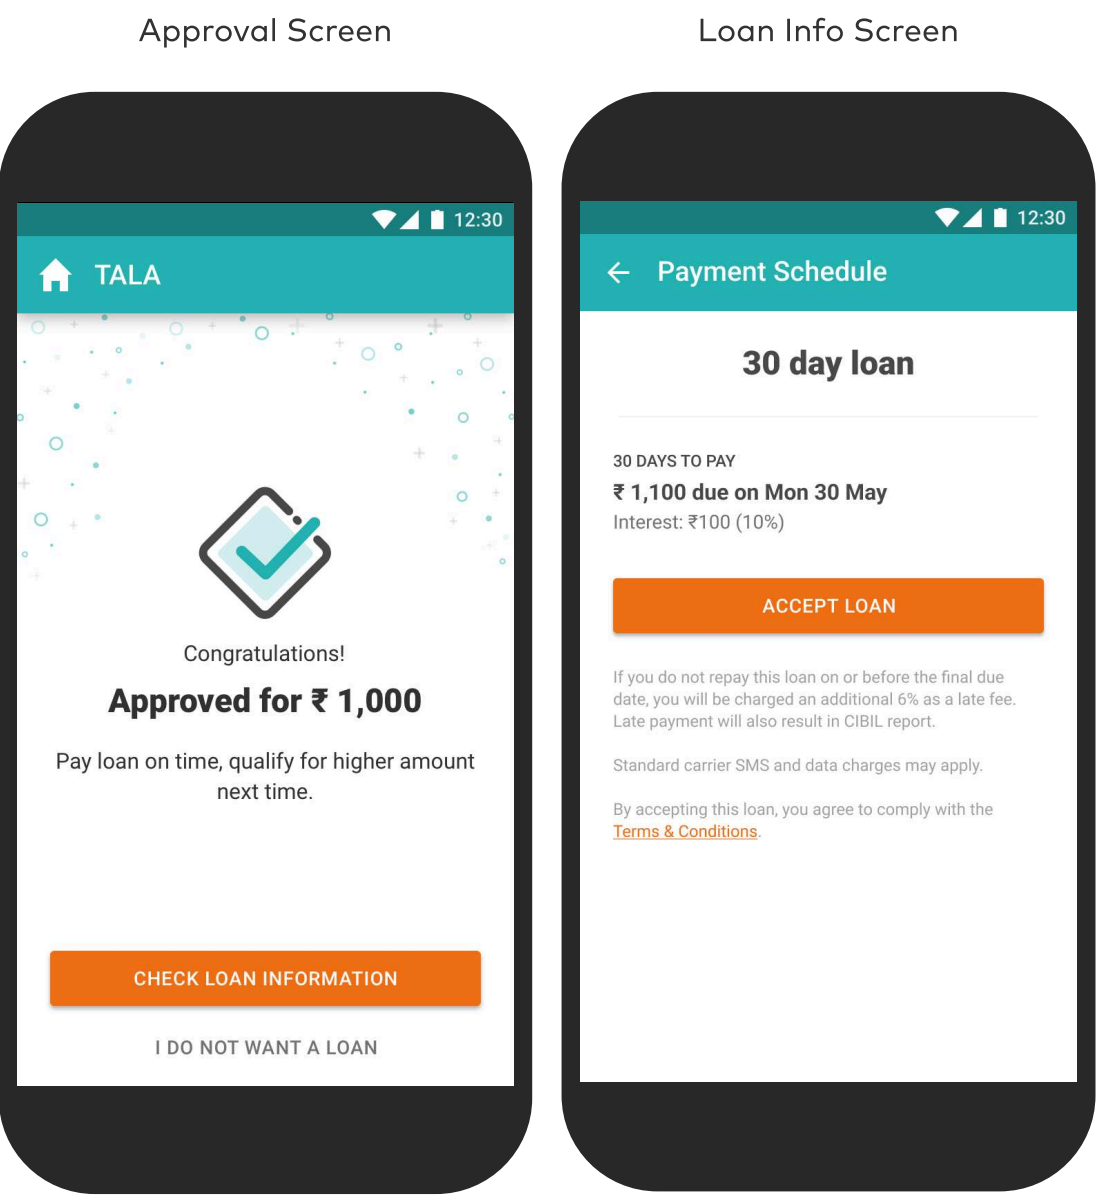 Approval Screen
12:30
TALA
Congratulations!
Approved for ₹ 1,000
Pay loan on time, qualify for higher amount
next time.
CHECK LOAN INFORMATION
I DO NOT WANT A LOAN
Loan Info Screen
12:30
Payment Schedule
30 day loan
30 DAYS TO PAY
₹ 1,100 due on Mon 30 May
Interest: ₹100 (10%)
ACCEPT LOAN
If you do not repay this loan on or before the final due
date, you will be charged an additional 6% as a late fee.
Late payment will also result in CIBIL report.
Standard carrier SMS and data charges may apply.
By accepting this loan, you agree to comply with the
Terms & Conditions.